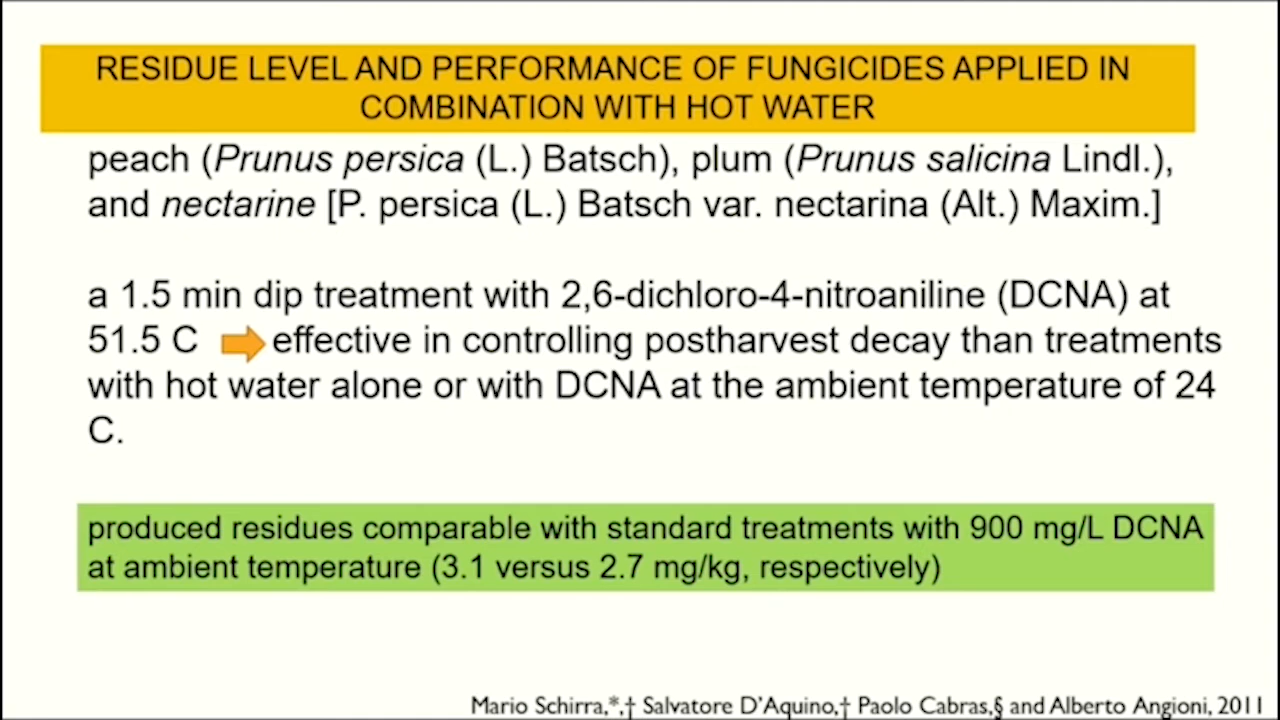 RESIDUE LEVEL AND PERFORMANCE OF FUNGICIDES APPLIED IN
COMBINATION WITH HOT WATER
peach (Prunus persica (L.) Batsch), plum (Prunus salicina Lindl.),
and nectarine [P. persica (L.) Batsch var. nectarina (Alt.) Maxim.]
a 1.5 min dip treatment with 2,6-dichloro-4-nitroaniline (DCNA) at
51.5 C effective in controlling postharvest decay than treatments
with hot water alone or with DCNA at the ambient temperature of 24
C.
produced residues comparable with standard treatments with 900 mg/L DCNA
at ambient temperature (3.1 versus 2.7 mg/kg, respectively)
Mario Schirra,*,† Salvatore D'Aquino,† Paolo Cabras,§ and Alberto Angioni, 2011